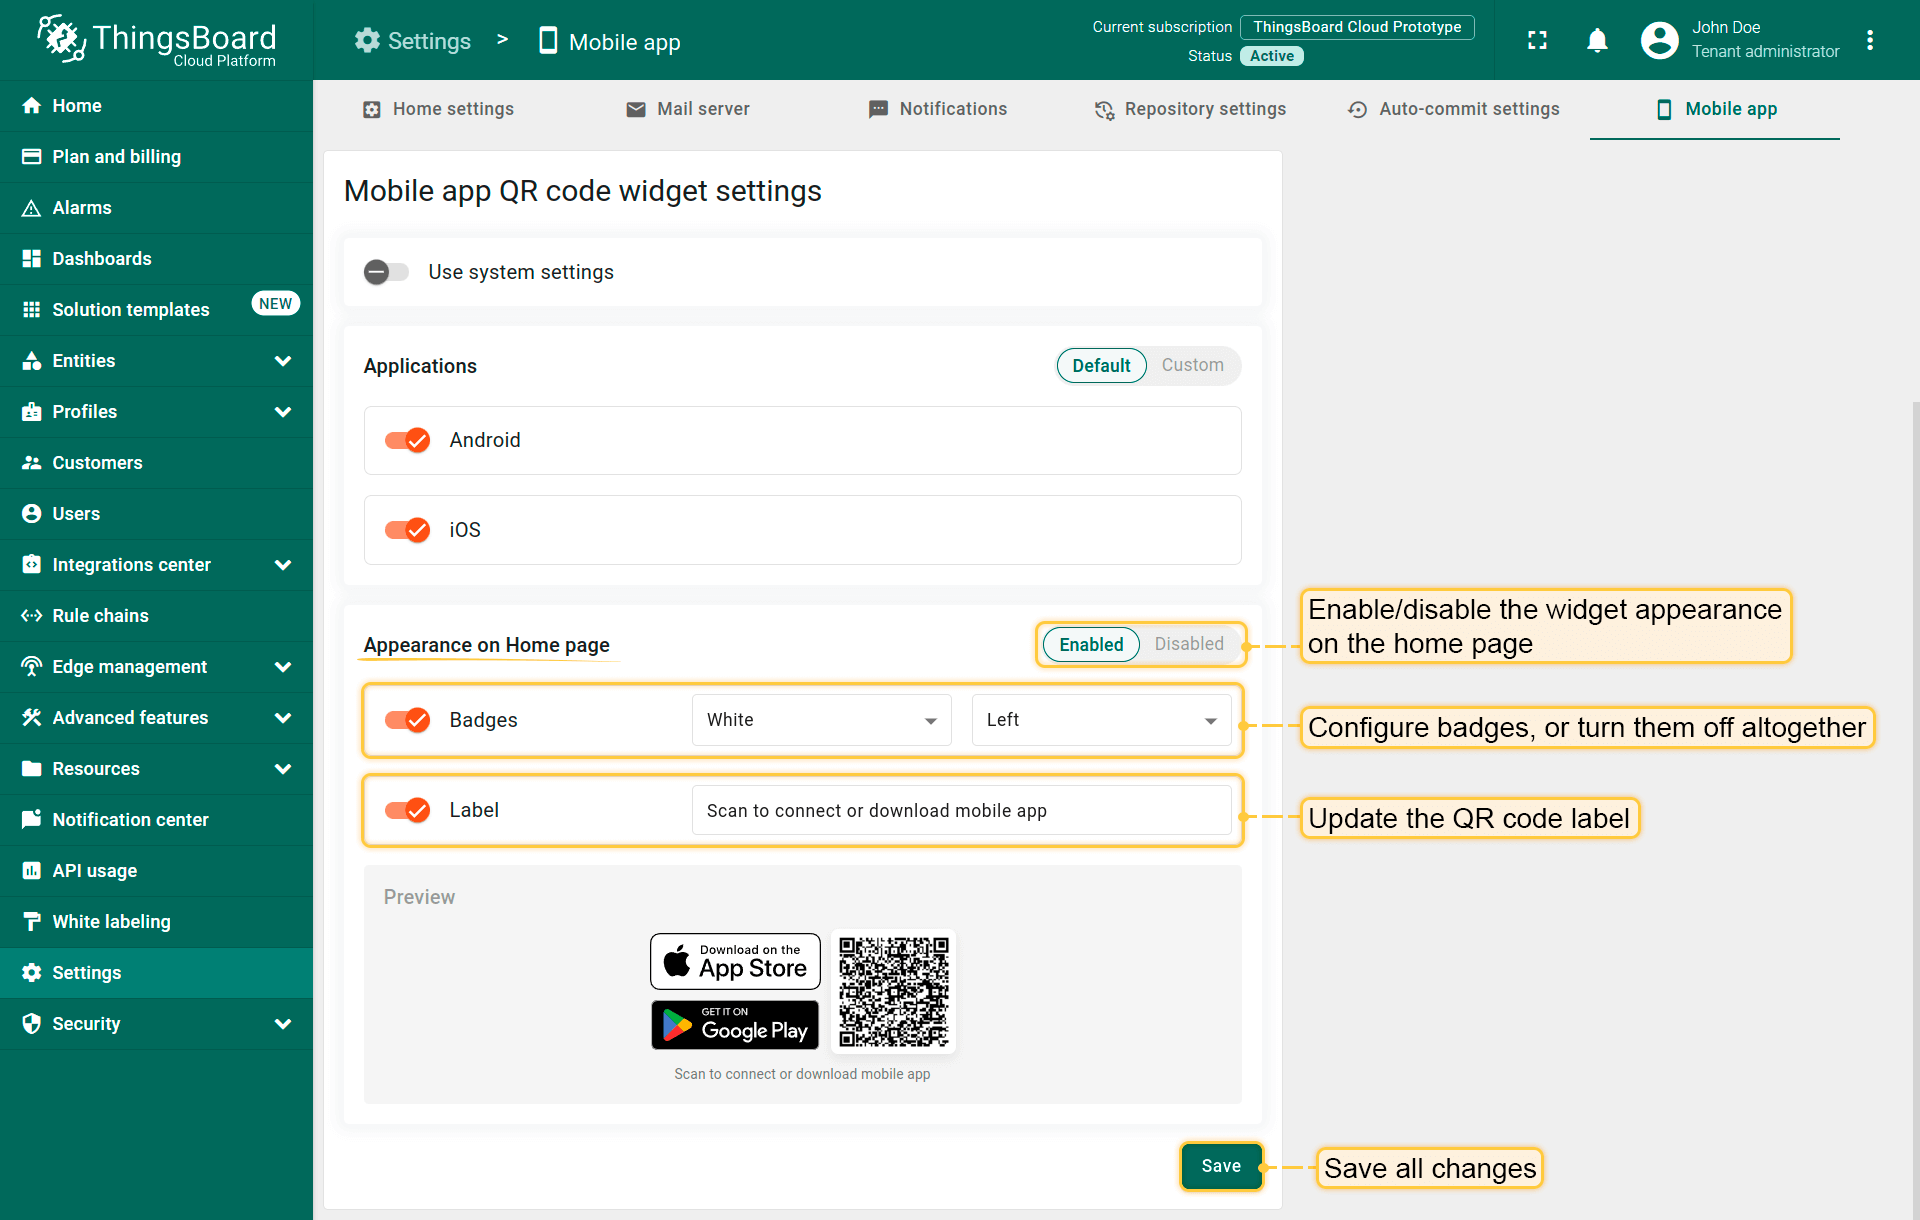 ThingsBoard
Cloud Platform
Settings > Mobile app
Current subscription ThingsBoard Cloud Prototype
Status Active
John Doe
Tenant administrator
Home
Plan and billing
Alarms
Dashboards
Solution templates NEW
Entities
Profiles
Customers
Users
Integrations center
Rule chains
Edge management
Advanced features
Resources
Notification center
API usage
White labeling
Settings
Security
Home settings
Mail server
Notifications
Repository settings
Auto-commit settings
Mobile app
Mobile app QR code widget settings
Use system settings
Applications
Default Custom
Android
iOS
Appearance on Home page
Enabled Disabled
Enable/disable the widget appearance
on the home page
Badges White Left
Configure badges, or turn them off altogether
Label Scan to connect or download mobile app
Update the QR code label
Preview
Download on the
App Store
GET IT ON
Google Play
Scan to connect or download mobile app
Save
Save all changes